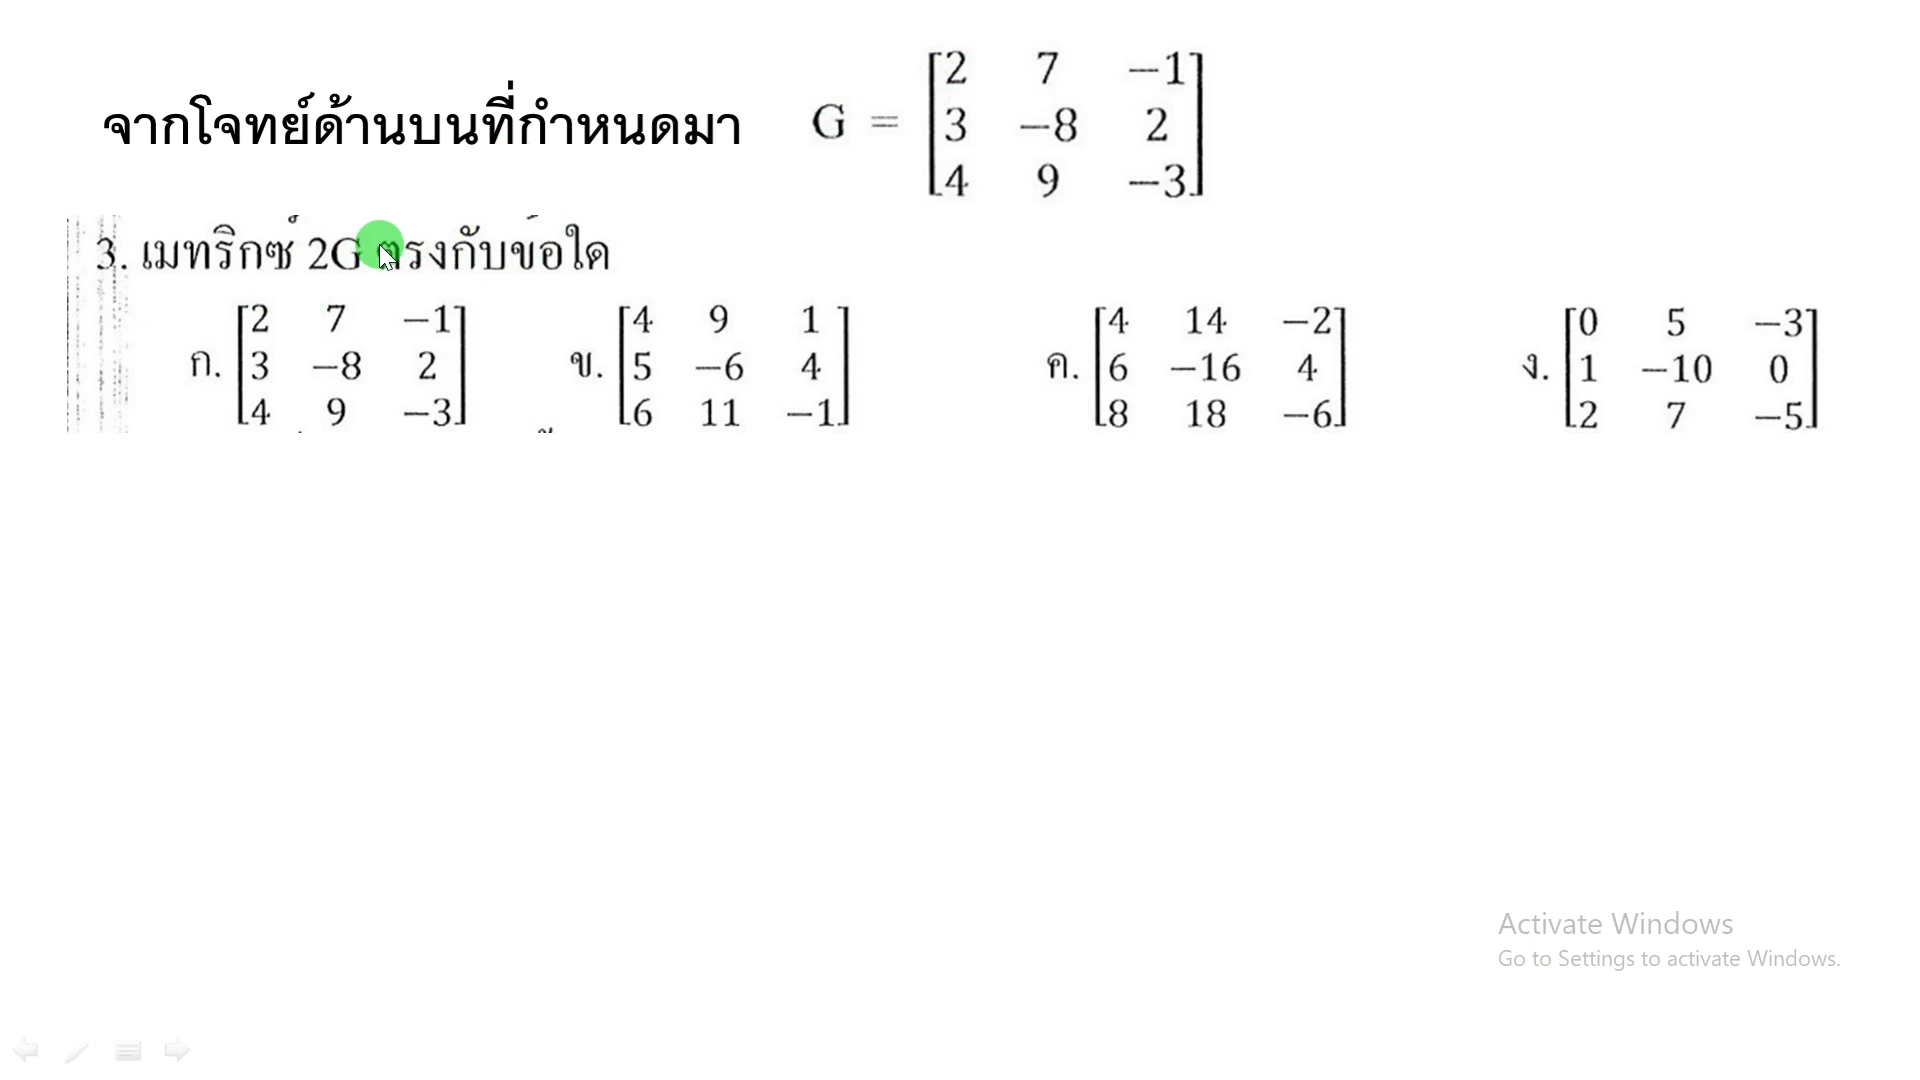 จากโจทย์ด้านบนที่กำหนดมา G = [2 7 −1]
[3 −8 2]
[4 9 −3]
3. เมทริกซ์ 2G ตรงกับข้อใด
ก. [2 7 −1] ข. [4 9 1] ค. [4 14 −2] ง. [0 5 −3]
[3 −8 2] [5 −6 4] [6 −16 4] [1 −10 0]
[4 9 −3] [6 11 −1] [8 18 −6] [2 7 −5]
Activate Windows
Go to Settings to activate Windows.